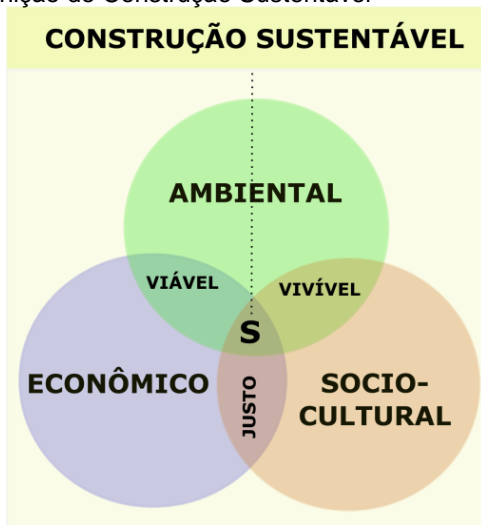 de Construção Sustentável
CONSTRUÇÃO SUSTENTÁVEL
AMBIENTAL
VIÁVEL
VIVÍVEL
S
ECONÔMICO
JUSTO
SOCIO-
CULTURAL